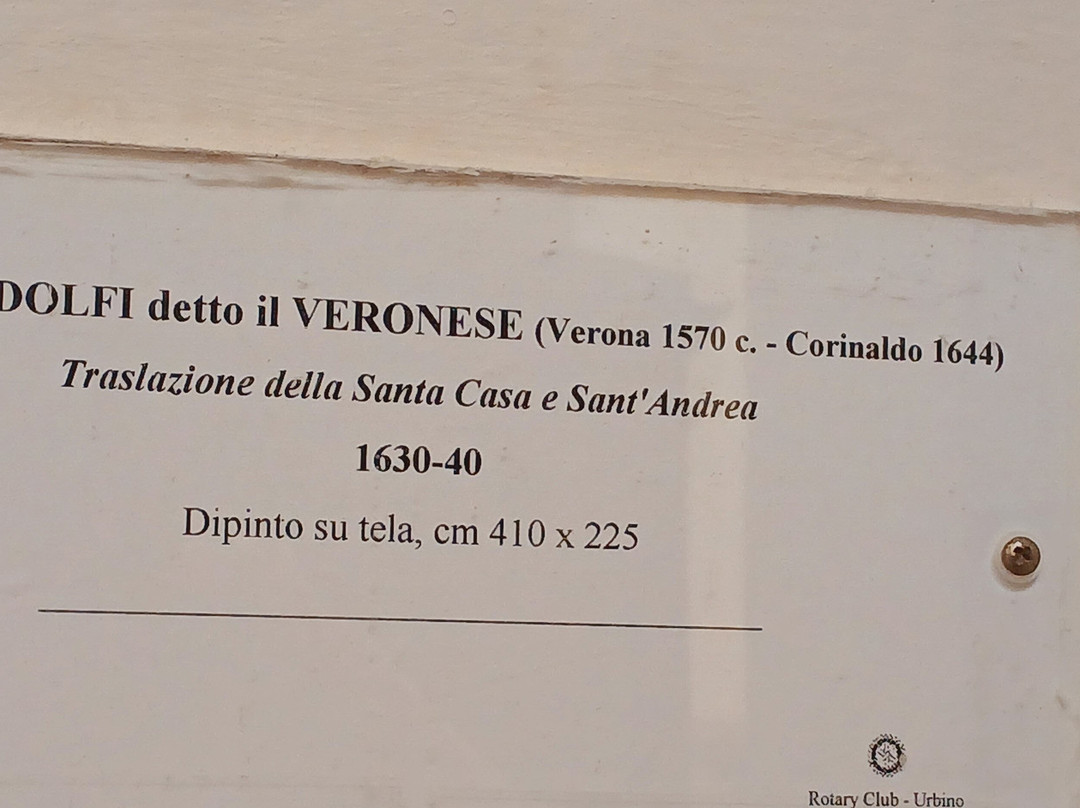 DOLFI detto il VERONESE (Verona 1570 c. - Corinaldo 1644)
Traslazione della Santa Casa e Sant'Andrea
1630-40
Dipinto su tela, cm 410 x 225
Rotary Club - Urbino